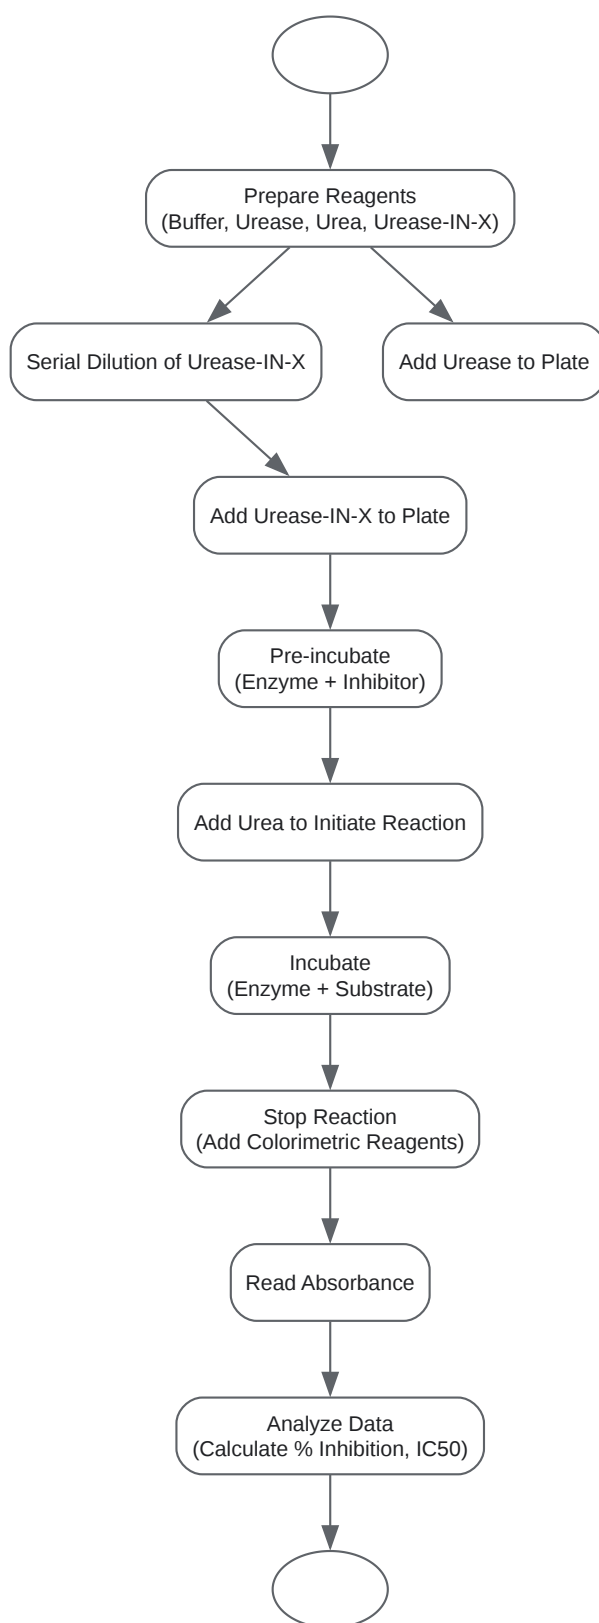 Prepare Reagents
(Buffer, Urease, Urea, Urease-IN-X)
Serial Dilution of Urease-IN-X
Add Urease to Plate
Add Urease-IN-X to Plate
Pre-incubate
(Enzyme + Inhibitor)
Add Urea to Initiate Reaction
Incubate
(Enzyme + Substrate)
Stop Reaction
(Add Colorimetric Reagents)
Read Absorbance
Analyze Data
(Calculate % Inhibition, IC50)